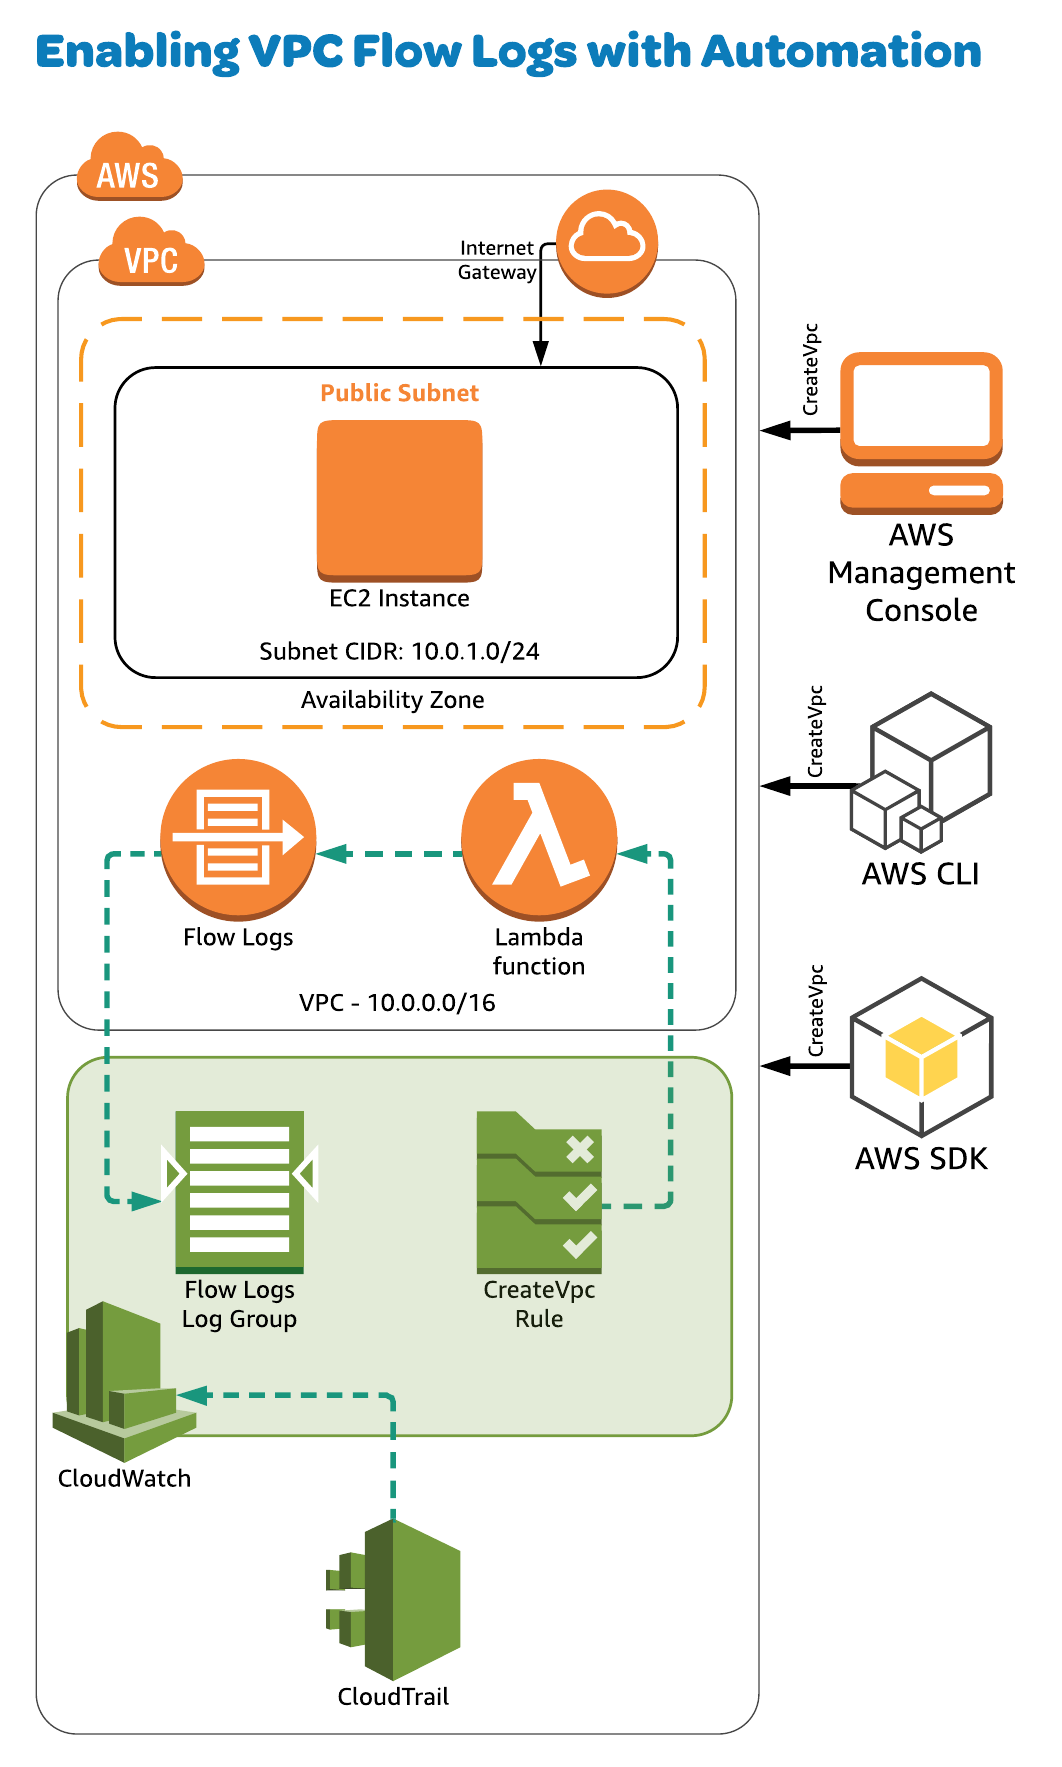 Enabling VPC Flow Logs with Automation
AWS
VPC
Internet
Gateway
Public Subnet
EC2 Instance
Subnet CIDR: 10.0.1.0/24
Availability Zone
Flow Logs
Lambda
function
VPC - 10.0.0.0/16
Flow Logs
Log Group
CreateVpc
Rule
CloudWatch
CloudTrail
CreateVpc
AWS
Management
Console
CreateVpc
AWS CLI
CreateVpc
AWS SDK